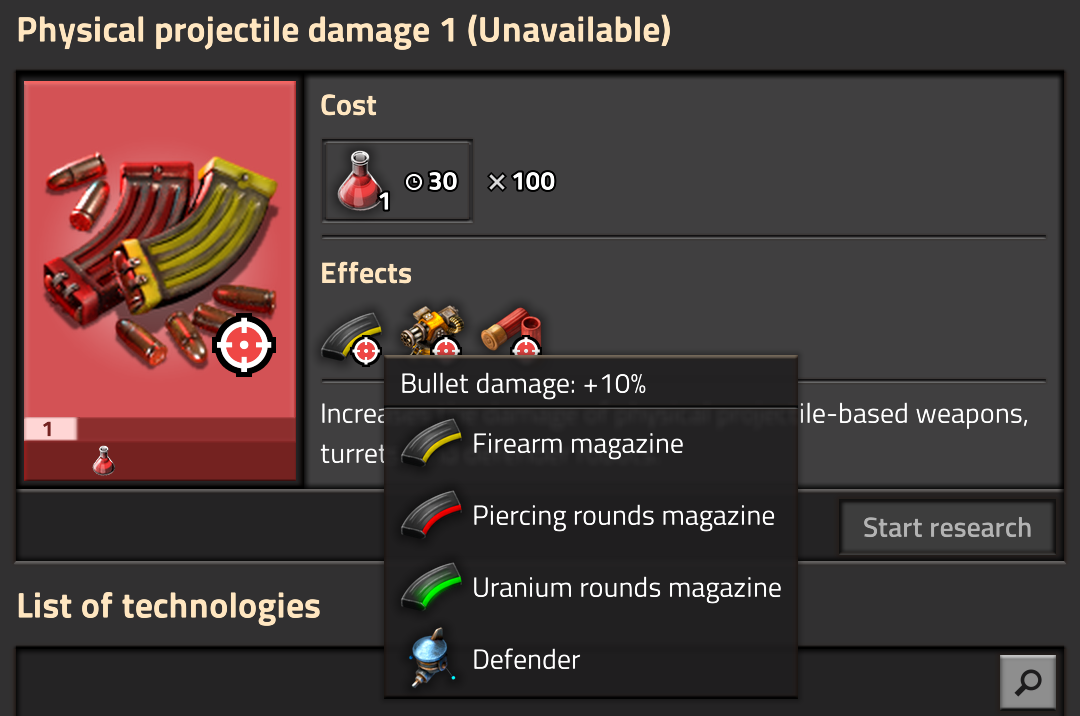 Physical projectile damage 1 (Unavailable)
Cost
1
30
× 100
Effects
Bullet damage: +10%
Firearm magazine
Piercing rounds magazine
Uranium rounds magazine
Defender
ile-based weapons,
turret
1
Start research
List of technologies